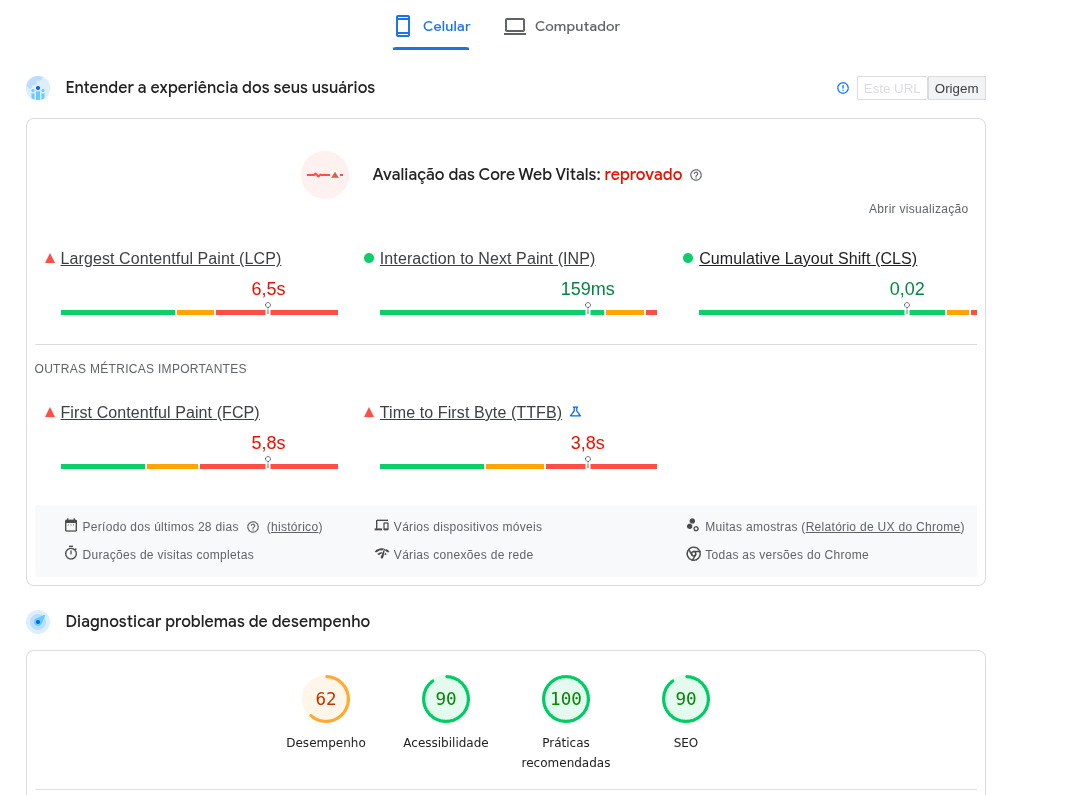 Celular Computador
Entender a experiência dos seus usuários Este URL Origem
Avaliação das Core Web Vitals: reprovado
Abrir visualização
Largest Contentful Paint (LCP) Interaction to Next Paint (INP) Cumulative Layout Shift (CLS)
6,5s 159ms 0,02
OUTRAS MÉTRICAS IMPORTANTES
First Contentful Paint (FCP) Time to First Byte (TTFB)
5,8s 3,8s
Período dos últimos 28 dias (histórico) Vários dispositivos móveis Muitas amostras (Relatório de UX do Chrome)
Durações de visitas completas Várias conexões de rede Todas as versões do Chrome
Diagnosticar problemas de desempenho
62 90 100 90
Desempenho Acessibilidade Práticas SEO
recomendadas